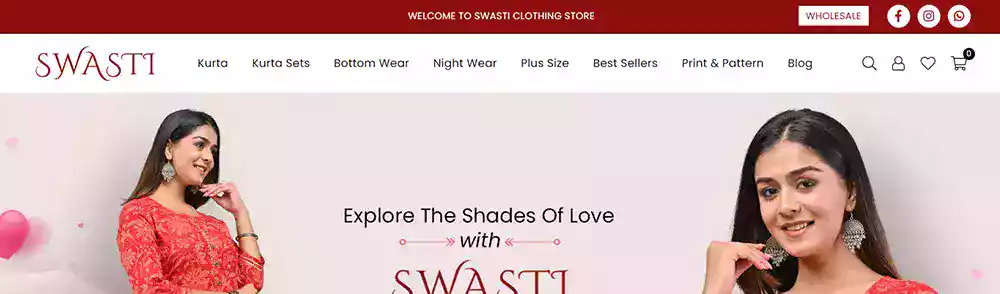 WELCOME TO SWASTI CLOTHING STORE
WHOLESALE
SWASTI
Kurta Kurta Sets Bottom Wear Night Wear Plus Size Best Sellers Print & Pattern Blog
0
Explore The Shades Of Love
with
SWASTI